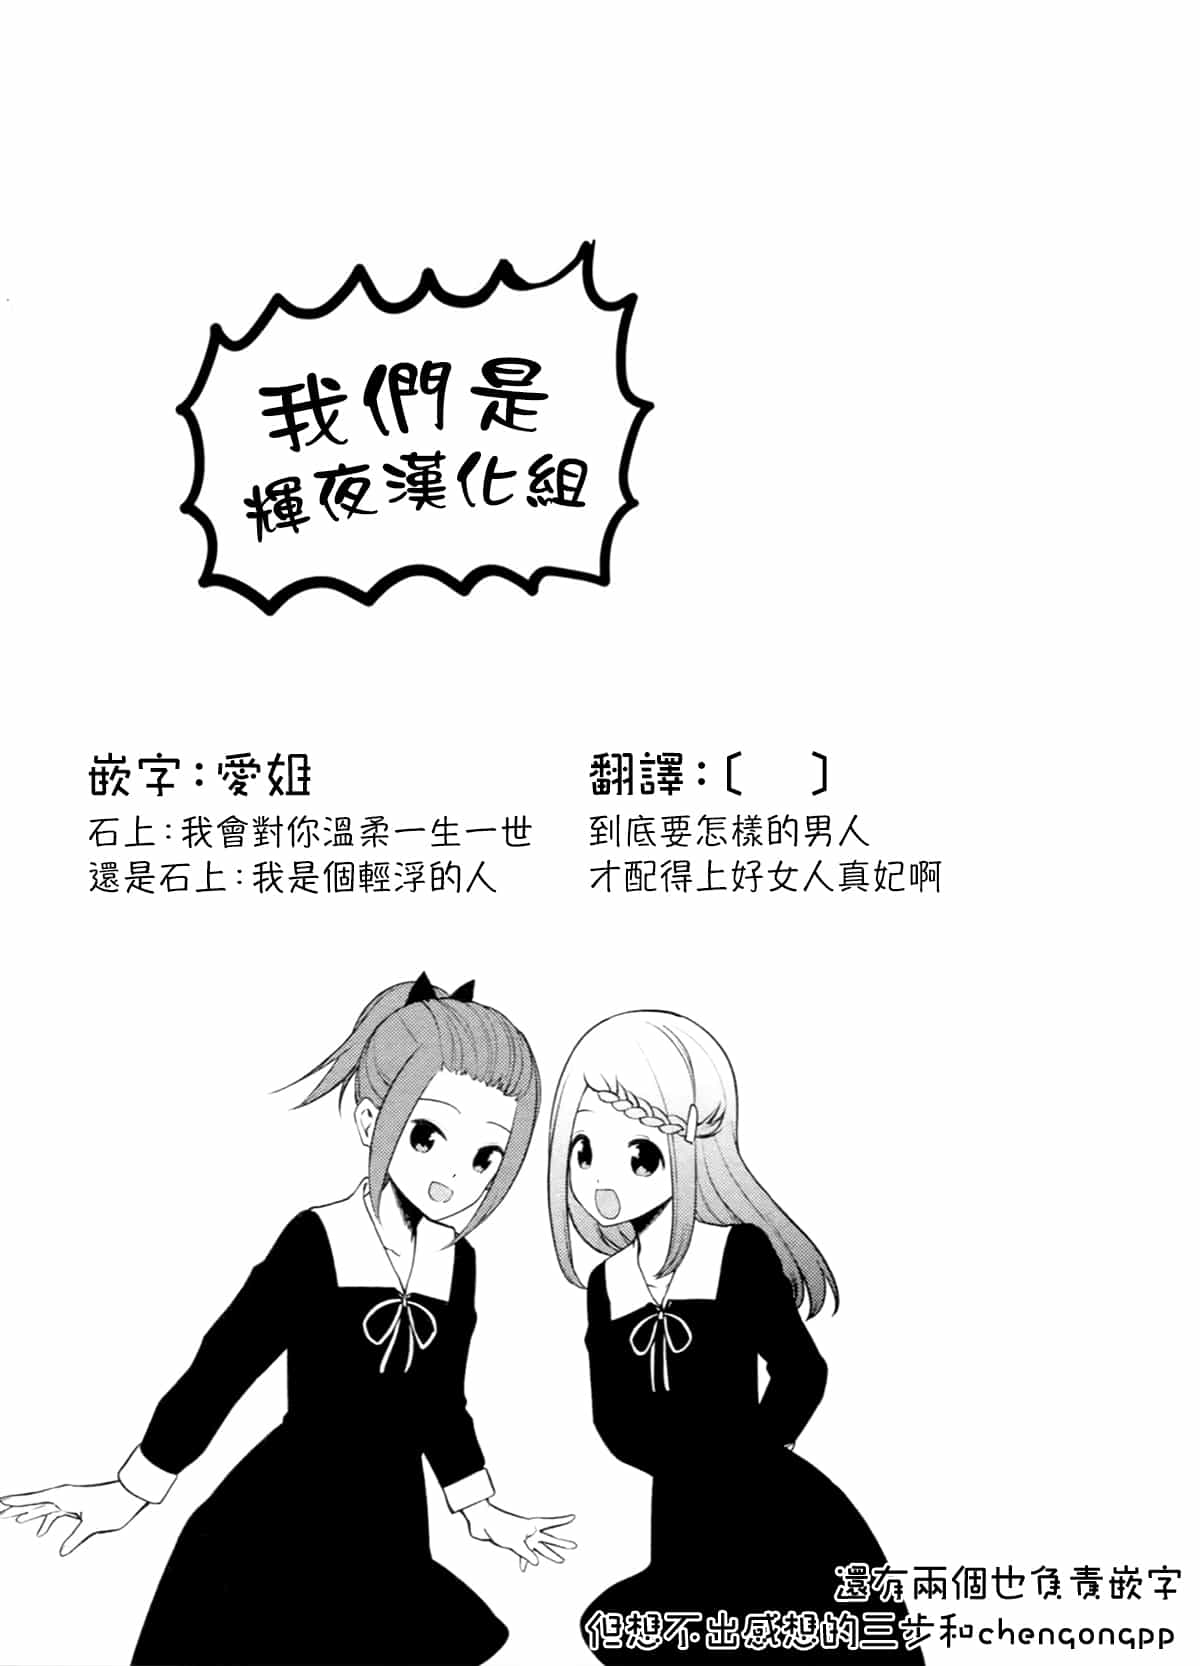 我們是
輝夜漢化組
嵌字：愛姐
石上：我會對你溫柔一生一世
還是石上：我是個輕浮的人
翻譯：〔　〕
到底要怎樣的男人
才配得上好女人真妃啊
還有兩個也負責嵌字
但想不出感想的三步和chengongpp